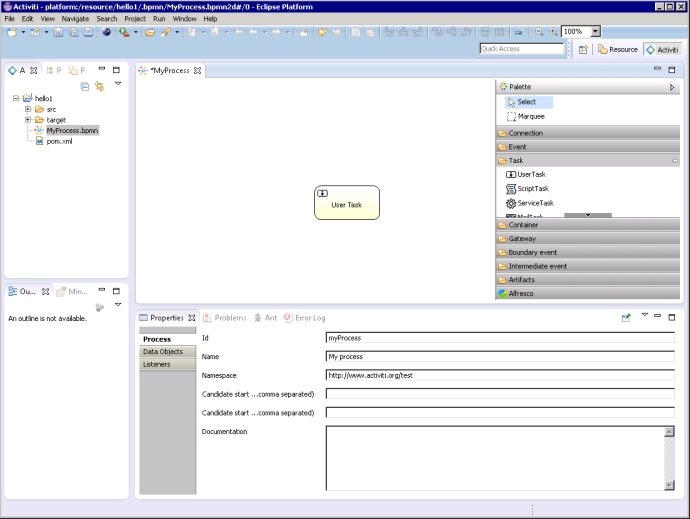 Activiti - platform:/resource/hello1/.bpmn/MyProcess.bpmn2d#/0 - Eclipse Platform
File Edit View Navigate Search Project Run Window Help
100%
Quick Access
Resource
Activiti
A
P
P
hello1
src
target
MyProcess.bpmn
pom.xml
*MyProcess
User Task
Palette
Select
Marquee
Connection
Event
Task
UserTask
ScriptTask
ServiceTask
MailTask
Container
Gateway
Boundary event
Intermediate event
Artifacts
Alfresco
Ou...
Min...
An outline is not available.
Properties
Problems
Ant
Error Log
Process
Data Objects
Listeners
Id
myProcess
Name
My process
Namespace
http://www.activiti.org/test
Candidate start ...comma separated)
Candidate start ...comma separated)
Documentation